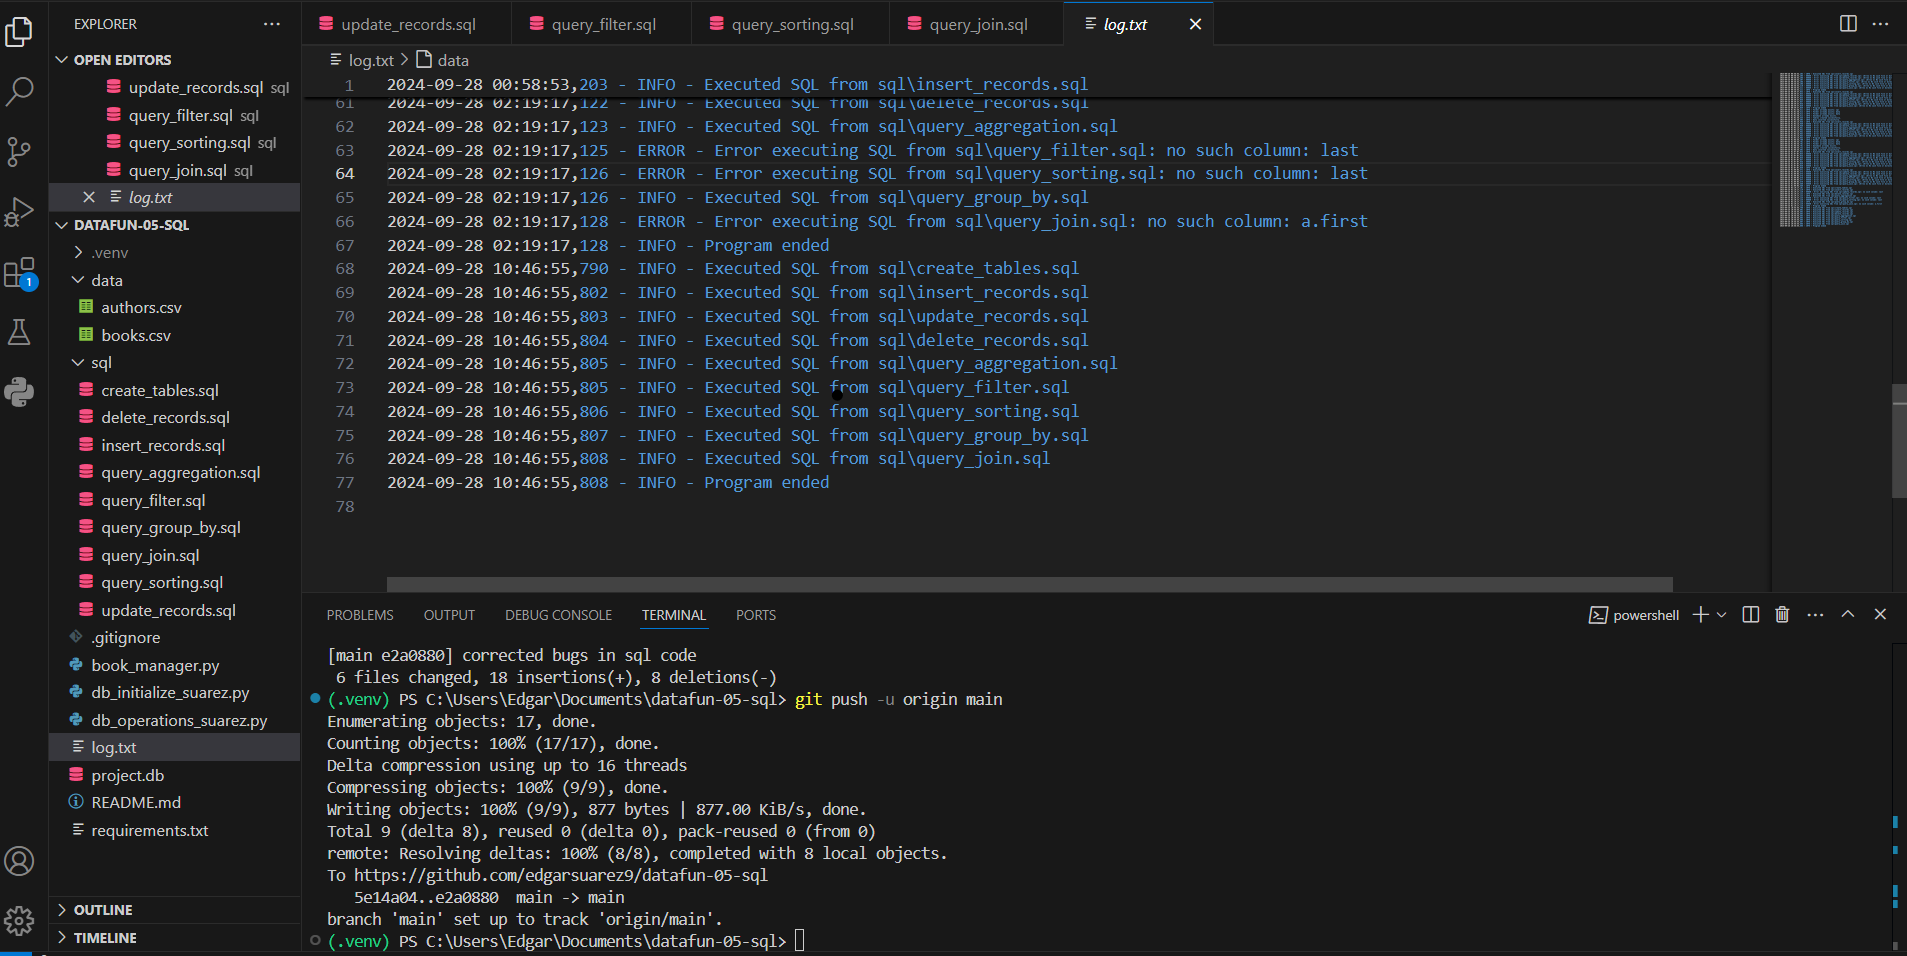 EXPLORER
OPEN EDITORS
update_records.sql sql
query_filter.sql sql
query_sorting.sql sql
query_join.sql sql
log.txt
DATAFUN-05-SQL
.venv
data
authors.csv
books.csv
sql
create_tables.sql
delete_records.sql
insert_records.sql
query_aggregation.sql
query_filter.sql
query_group_by.sql
query_join.sql
query_sorting.sql
update_records.sql
.gitignore
book_manager.py
db_initialize_suarez.py
db_operations_suarez.py
log.txt
project.db
README.md
requirements.txt
OUTLINE
TIMELINE
1
update_records.sql query_filter.sql query_sorting.sql query_join.sql log.txt
log.txt > data
1 2024-09-28 00:58:53,203 - INFO - Executed SQL from sql\insert_records.sql
61 2024-09-28 02:19:17,122 - INFO - Executed SQL from sql\delete_records.sql
62 2024-09-28 02:19:17,123 - INFO - Executed SQL from sql\query_aggregation.sql
63 2024-09-28 02:19:17,125 - ERROR - Error executing SQL from sql\query_filter.sql: no such column: last
64 2024-09-28 02:19:17,126 - ERROR - Error executing SQL from sql\query_sorting.sql: no such column: last
65 2024-09-28 02:19:17,126 - INFO - Executed SQL from sql\query_group_by.sql
66 2024-09-28 02:19:17,128 - ERROR - Error executing SQL from sql\query_join.sql: no such column: a.first
67 2024-09-28 02:19:17,128 - INFO - Program ended
68 2024-09-28 10:46:55,790 - INFO - Executed SQL from sql\create_tables.sql
69 2024-09-28 10:46:55,802 - INFO - Executed SQL from sql\insert_records.sql
70 2024-09-28 10:46:55,803 - INFO - Executed SQL from sql\update_records.sql
71 2024-09-28 10:46:55,804 - INFO - Executed SQL from sql\delete_records.sql
72 2024-09-28 10:46:55,805 - INFO - Executed SQL from sql\query_aggregation.sql
73 2024-09-28 10:46:55,805 - INFO - Executed SQL from sql\query_filter.sql
74 2024-09-28 10:46:55,806 - INFO - Executed SQL from sql\query_sorting.sql
75 2024-09-28 10:46:55,807 - INFO - Executed SQL from sql\query_group_by.sql
76 2024-09-28 10:46:55,808 - INFO - Executed SQL from sql\query_join.sql
77 2024-09-28 10:46:55,808 - INFO - Program ended
78
PROBLEMS OUTPUT DEBUG CONSOLE TERMINAL PORTS powershell
[main e2a0880] corrected bugs in sql code
6 files changed, 18 insertions(+), 8 deletions(-)
(.venv) PS C:\Users\Edgar\Documents\datafun-05-sql> git push -u origin main
Enumerating objects: 17, done.
Counting objects: 100% (17/17), done.
Delta compression using up to 16 threads
Compressing objects: 100% (9/9), done.
Writing objects: 100% (9/9), 877 bytes | 877.00 KiB/s, done.
Total 9 (delta 8), reused 0 (delta 0), pack-reused 0 (from 0)
remote: Resolving deltas: 100% (8/8), completed with 8 local objects.
To https://github.com/edgarsuarez9/datafun-05-sql
5e14a04..e2a0880 main -> main
branch 'main' set up to track 'origin/main'.
(.venv) PS C:\Users\Edgar\Documents\datafun-05-sql>